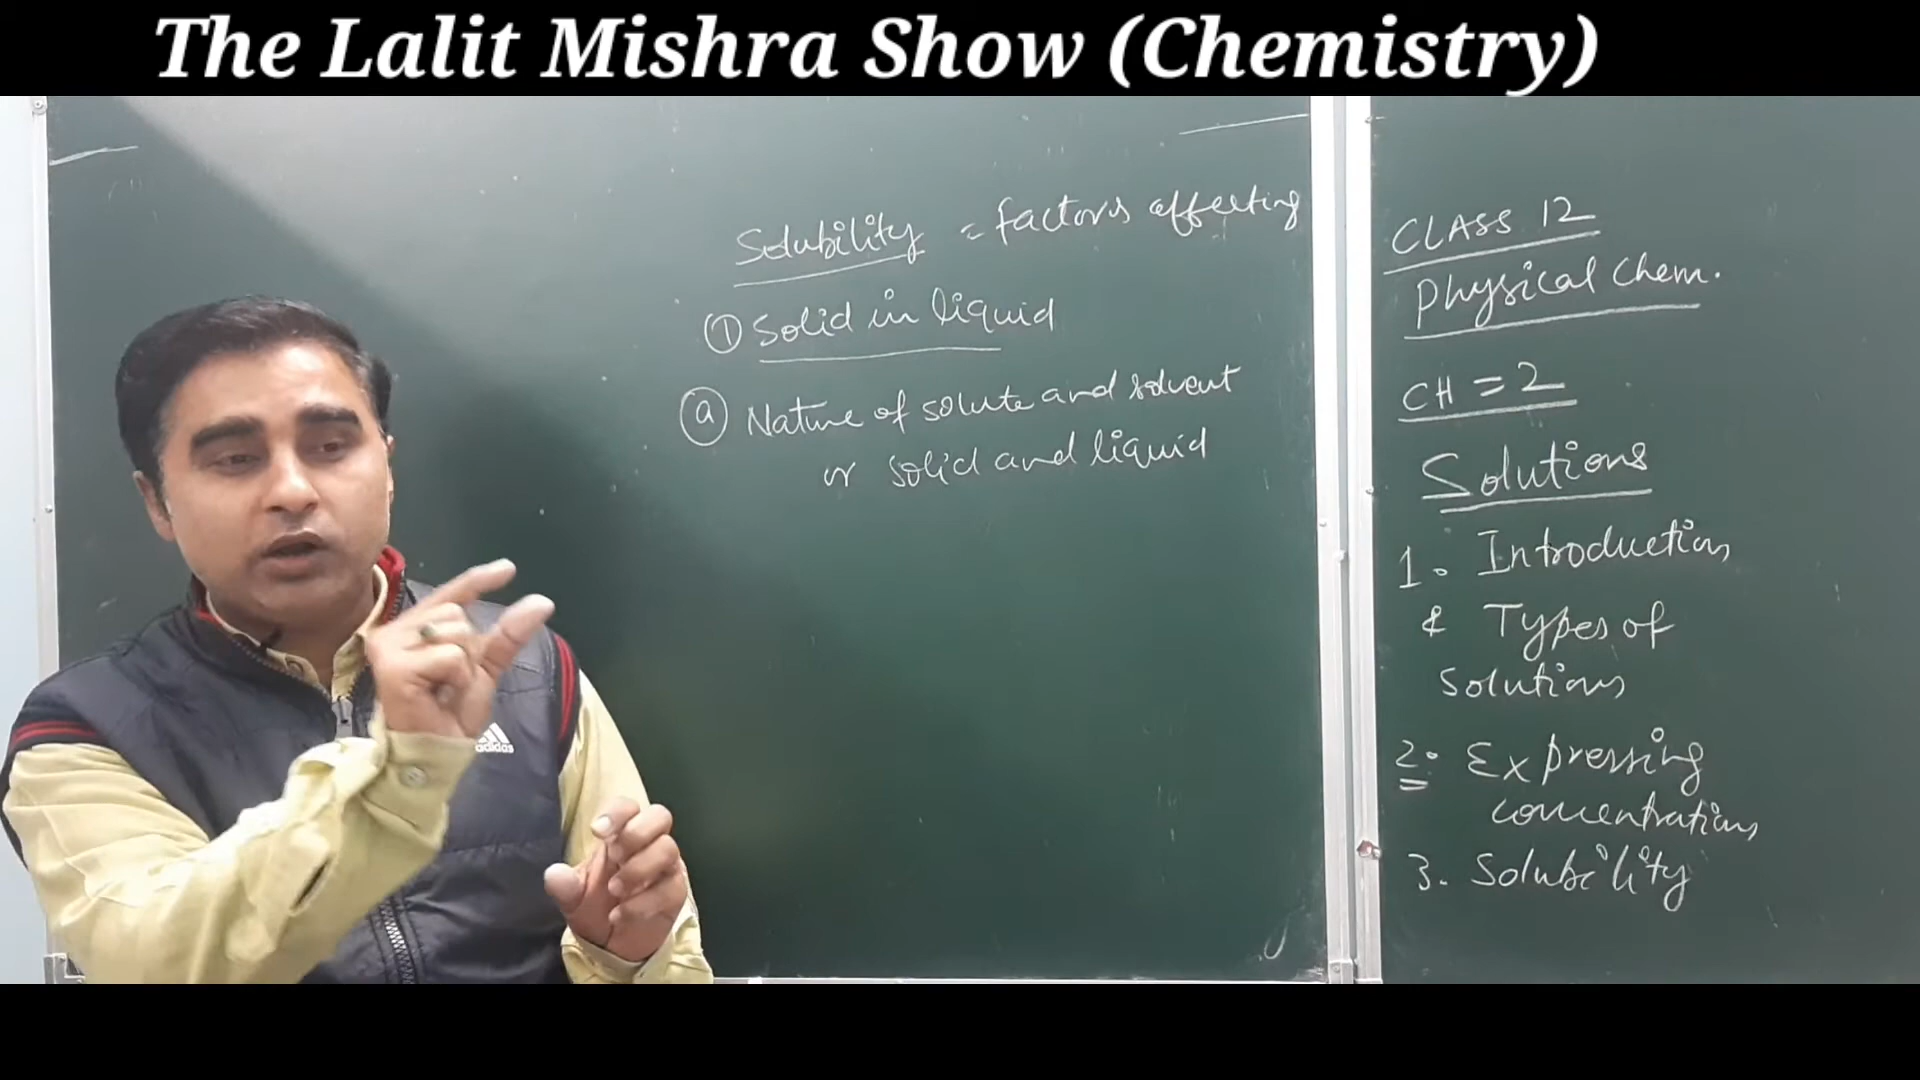 The Lalit Mishra Show (Chemistry)
Solubility = factors affecting
① Solid in liquid
ⓐ Nature of solute and solvent
or solid and liquid
adidas
CLASS 12
Physical Chem.
CH = 2
Solutions
1. Introduction
& Types of
solutions
2. Expressing
concentrations
3. Solubility